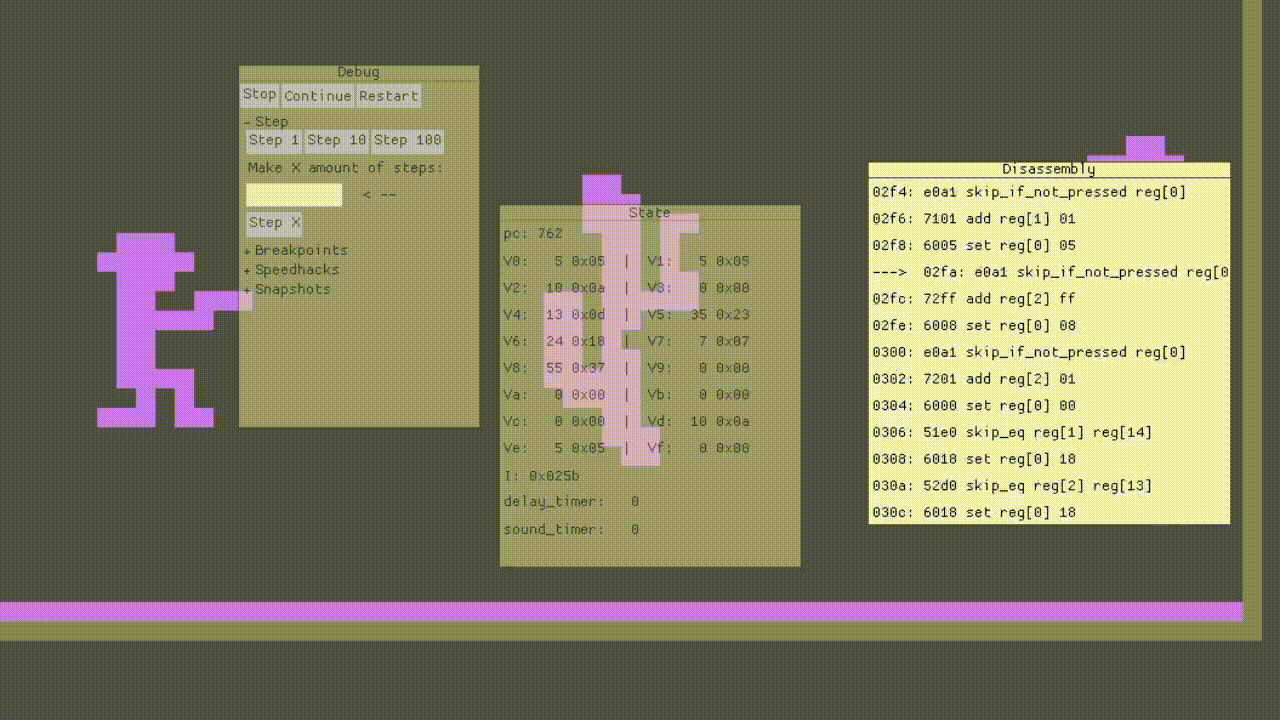 Debug
Stop Continue Restart
- Step
Step 1 Step 10 Step 100
Make X amount of steps:
< --
Step X
+ Breakpoints
+ Speedhacks
+ Snapshots
State
pc: 762
V0: 5 0x05 | V1: 5 0x05
V2: 10 0x0a | V3: 0 0x00
V4: 13 0x0d | V5: 35 0x23
V6: 24 0x18 | V7: 7 0x07
V8: 55 0x37 | V9: 0 0x00
Va: 0 0x00 | Vb: 0 0x00
Vc: 0 0x00 | Vd: 10 0x0a
Ve: 5 0x05 | Vf: 0 0x00
I: 0x025b
delay_timer: 0
sound_timer: 0
Disassembly
02f4: e0a1 skip_if_not_pressed reg[0]
02f6: 7101 add reg[1] 01
02f8: 6005 set reg[0] 05
---> 02fa: e0a1 skip_if_not_pressed reg[0
02fc: 72ff add reg[2] ff
02fe: 6008 set reg[0] 08
0300: e0a1 skip_if_not_pressed reg[0]
0302: 7201 add reg[2] 01
0304: 6000 set reg[0] 00
0306: 51e0 skip_eq reg[1] reg[14]
0308: 6018 set reg[0] 18
030a: 52d0 skip_eq reg[2] reg[13]
030c: 6018 set reg[0] 18